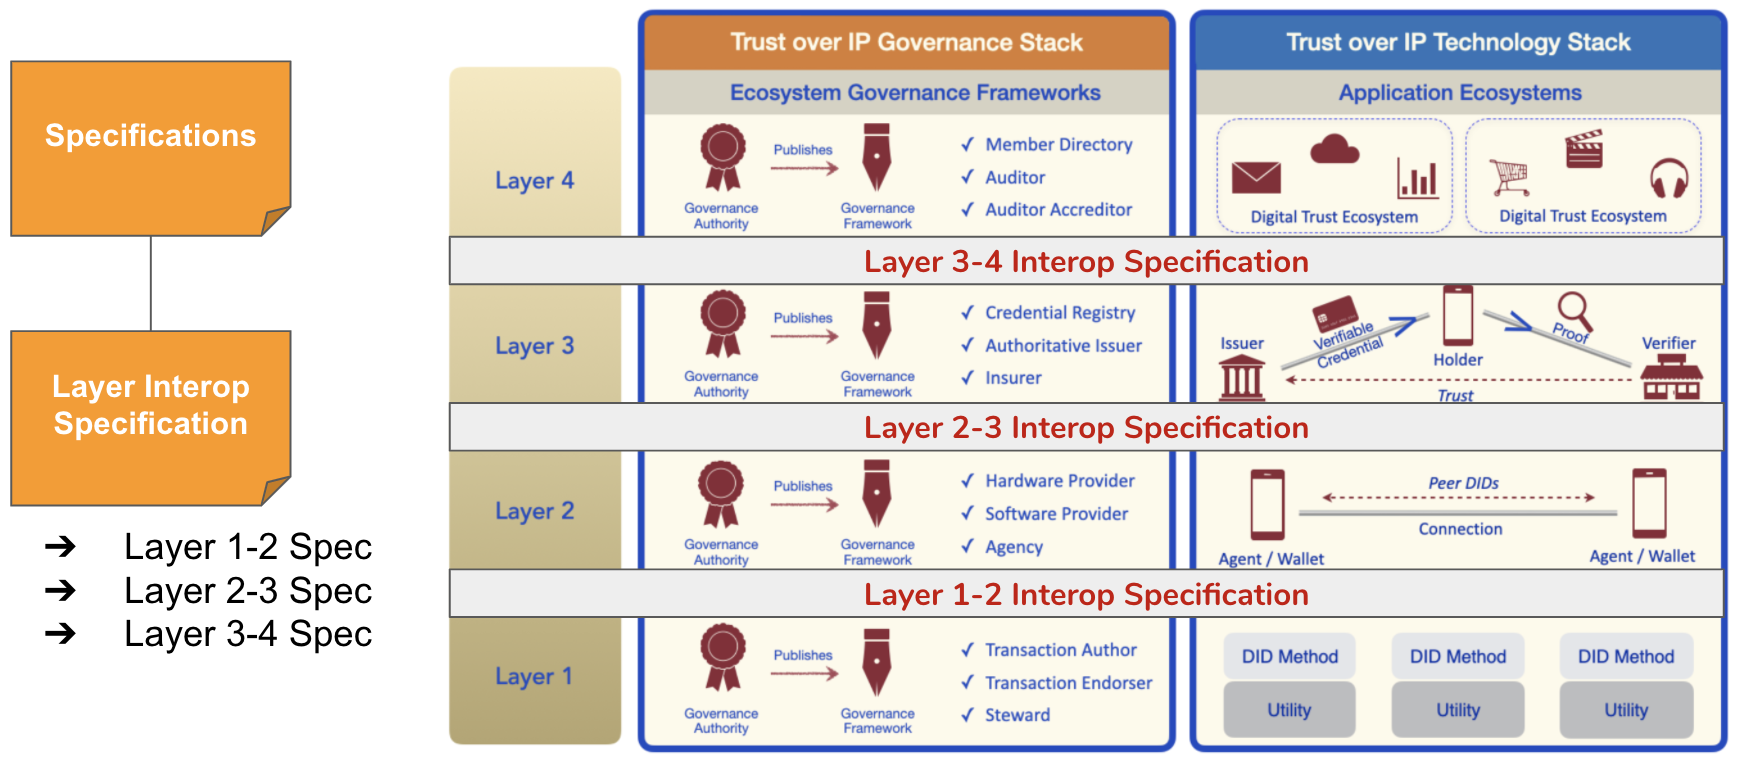 Specifications
Layer Interop
Specification
➔ Layer 1-2 Spec
➔ Layer 2-3 Spec
➔ Layer 3-4 Spec
Trust over IP Governance Stack
Trust over IP Technology Stack
Ecosystem Governance Frameworks
Application Ecosystems
Layer 4
Publishes
Governance
Authority
Governance
Framework
✓ Member Directory
✓ Auditor
✓ Auditor Accreditor
Digital Trust Ecosystem
Digital Trust Ecosystem
Layer 3-4 Interop Specification
Layer 3
Publishes
Governance
Authority
Governance
Framework
✓ Credential Registry
✓ Authoritative Issuer
✓ Insurer
Issuer
Verifiable
Credential
Holder
Proof
Verifier
Trust
Layer 2-3 Interop Specification
Layer 2
Publishes
Governance
Authority
Governance
Framework
✓ Hardware Provider
✓ Software Provider
✓ Agency
Peer DIDs
Connection
Agent / Wallet
Agent / Wallet
Layer 1-2 Interop Specification
Layer 1
Publishes
Governance
Authority
Governance
Framework
✓ Transaction Author
✓ Transaction Endorser
✓ Steward
DID Method
DID Method
DID Method
Utility
Utility
Utility